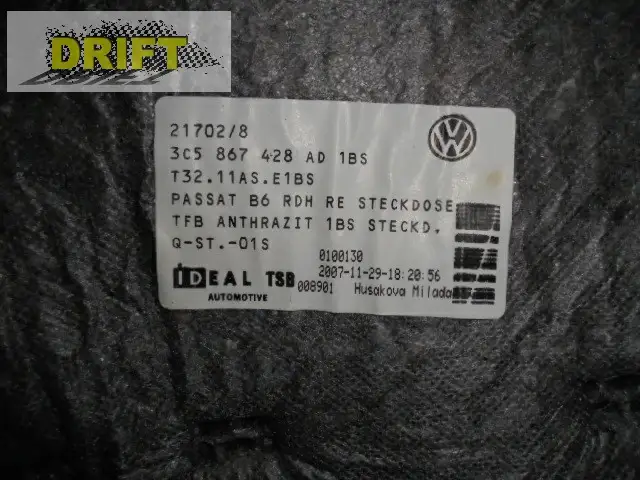 DRIFT
21702/8
3C5 867 428 AD 1BS
T32.11AS.E1BS
PASSAT B6 RDH RE STECKDOSE
TFB ANTHRAZIT 1BS STECKD.
Q-ST.-01S
0100130
2007-11-29-18:20:56
IDEAL TSB 008901 Husakova Milada
AUTOMOTIVE